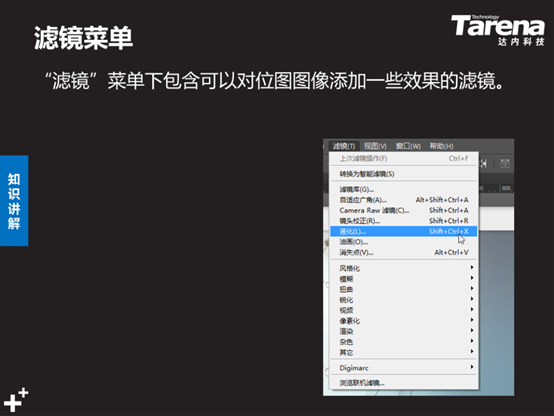 滤镜菜单
Technology
Tarena
达内科技
“滤镜”菜单下包含可以对位图图像添加一些效果的滤镜。
知识讲解
滤镜(T) 视图(V) 窗口(W) 帮助(H)
上次滤镜操作(F) Ctrl+F
转换为智能滤镜(S)
滤镜库(G)...
自适应广角(A)... Alt+Shift+Ctrl+A
Camera Raw 滤镜(C)... Shift+Ctrl+A
镜头校正(R)... Shift+Ctrl+R
液化(L)... Shift+Ctrl+X
油画(O)...
消失点(V)... Alt+Ctrl+V
风格化
模糊
扭曲
锐化
视频
像素化
渲染
杂色
其它
Digimarc
浏览联机滤镜...